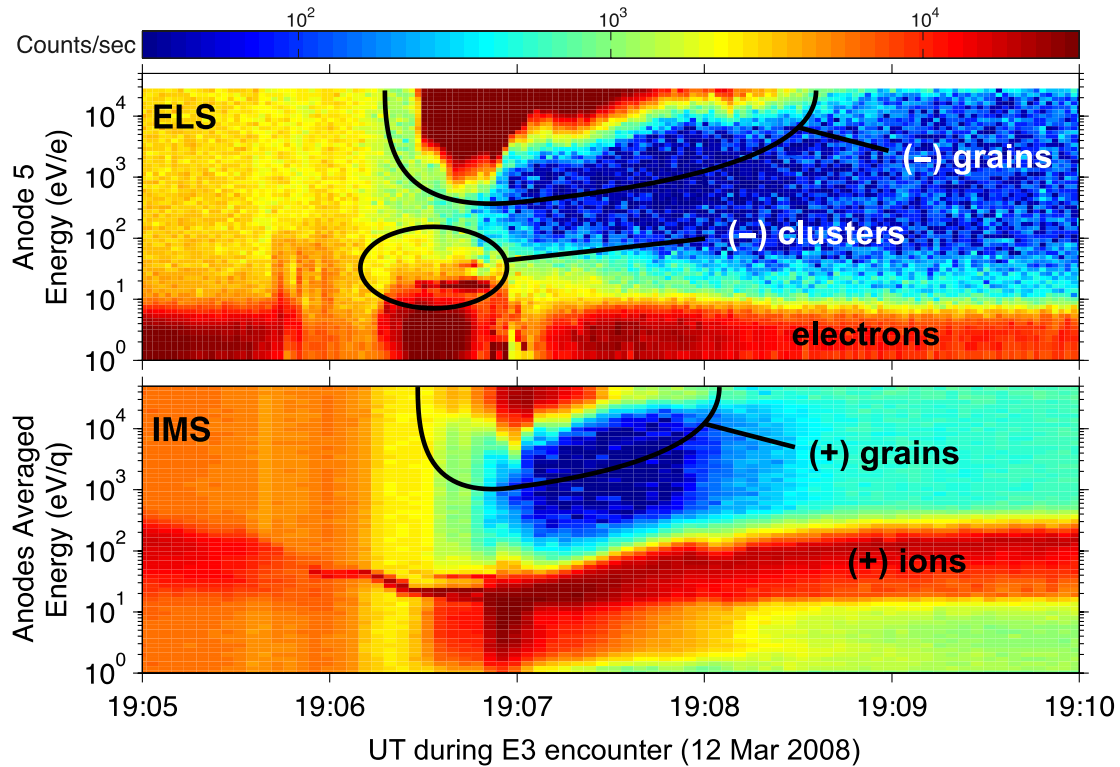 10² 10³ 10⁴
Counts/sec
ELS
10⁴
10³
10²
10¹
10⁰
Anode 5
Energy (eV/e)
(−) grains
(−) clusters
electrons
IMS
10⁴
10³
10²
10¹
10⁰
Anodes Averaged
Energy (eV/q)
(+) grains
(+) ions
19:05 19:06 19:07 19:08 19:09 19:10
UT during E3 encounter (12 Mar 2008)